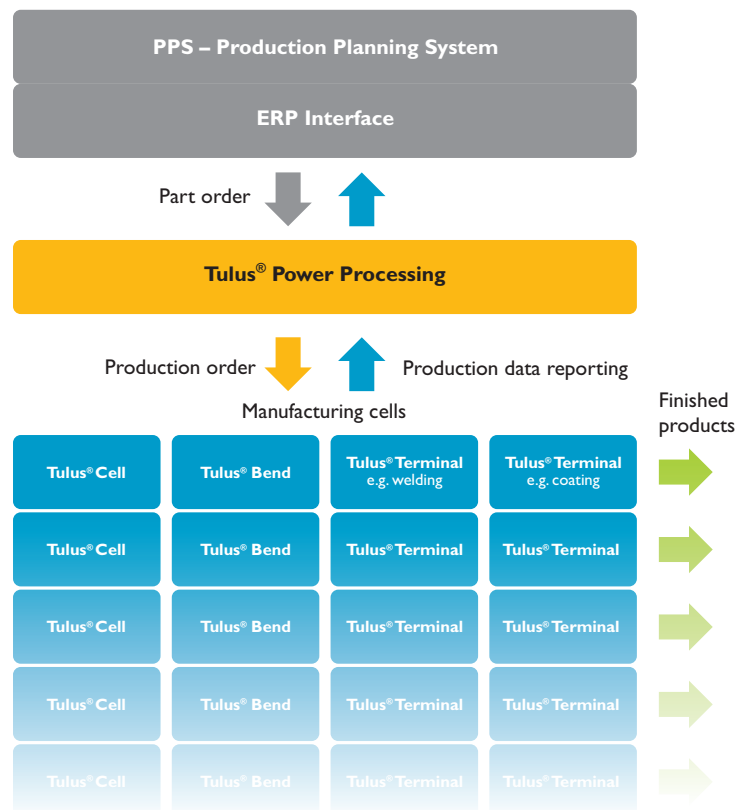 PPS – Production Planning System
ERP Interface
Part order
Tulus® Power Processing
Production order
Production data reporting
Manufacturing cells
Finished
products
Tulus® Cell
Tulus® Bend
Tulus® Terminal
e.g. welding
Tulus® Terminal
e.g. coating
Tulus® Cell
Tulus® Bend
Tulus® Terminal
Tulus® Terminal
Tulus® Cell
Tulus® Bend
Tulus® Terminal
Tulus® Terminal
Tulus® Cell
Tulus® Bend
Tulus® Terminal
Tulus® Terminal
Tulus® Cell
Tulus® Bend
Tulus® Terminal
Tulus® Terminal